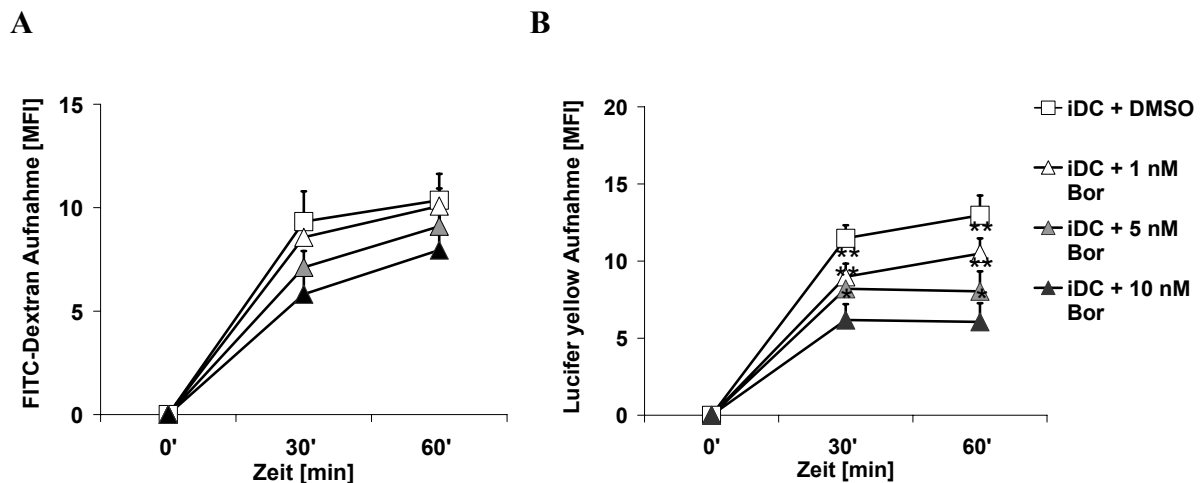 A
B
FITC-Dextran Aufnahme [MFI]
15
10
5
0
0'
30'
60'
Zeit [min]
Lucifer yellow Aufnahme [MFI]
20
15
10
5
0
**
**
*
**
**
*
0'
30'
60'
Zeit [min]
iDC + DMSO
iDC + 1 nM
Bor
iDC + 5 nM
Bor
iDC + 10 nM
Bor